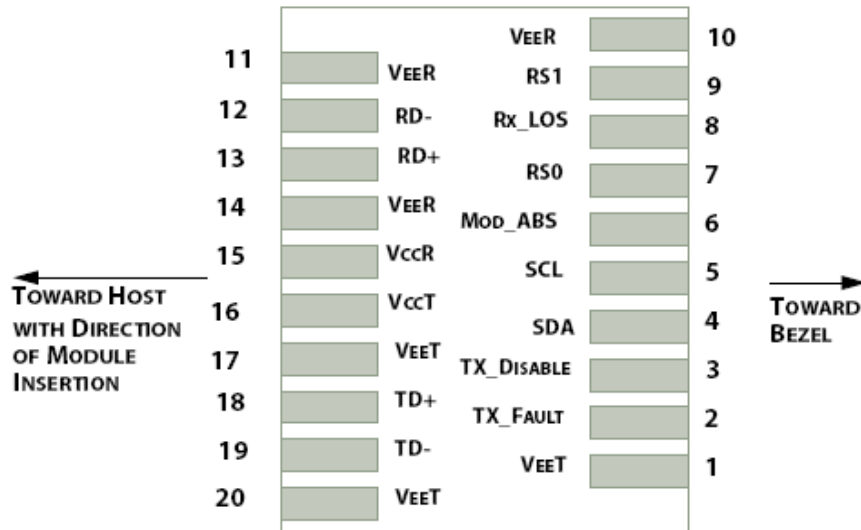 VEER 10
11 VEER
RS1 9
12 RD-
Rx_LOS 8
13 RD+
RS0 7
14 VEER
MOD_ABS 6
15 VCCR
SCL 5
TOWARD HOST
WITH DIRECTION
OF MODULE
INSERTION
TOWARD
BEZEL
16 VCCT
SDA 4
17 VEET
TX_DISABLE 3
18 TD+
TX_FAULT 2
19 TD-
VEET 1
20 VEET